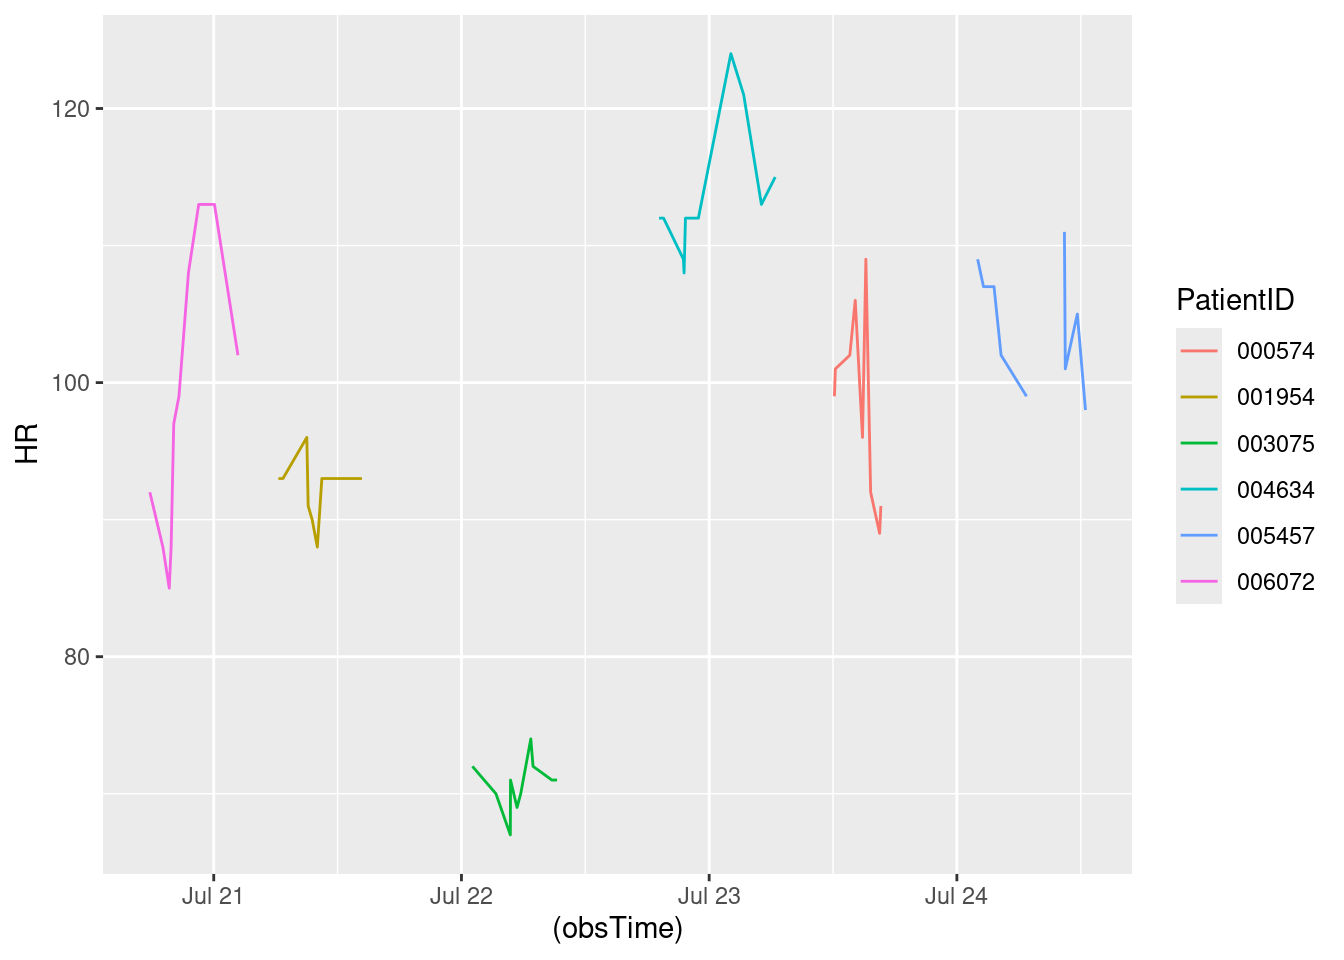 120
100
80
HR
Jul 21
Jul 22
Jul 23
Jul 24
(obsTime)
PatientID
000574
001954
003075
004634
005457
006072